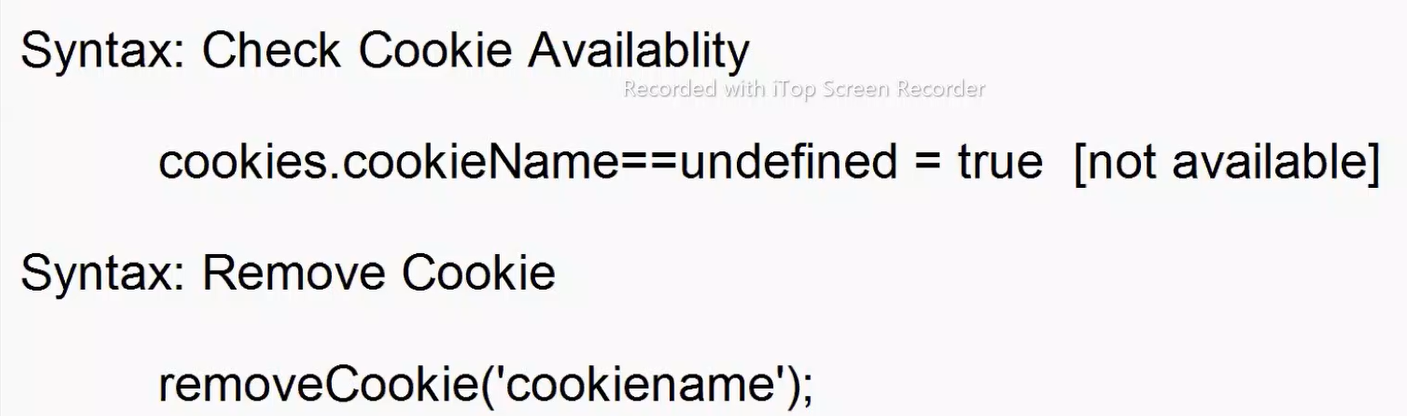 Syntax: Check Cookie Availablity
Recorded with iTop Screen Recorder
cookies.cookieName==undefined = true [not available]
Syntax: Remove Cookie
removeCookie('cookiename');